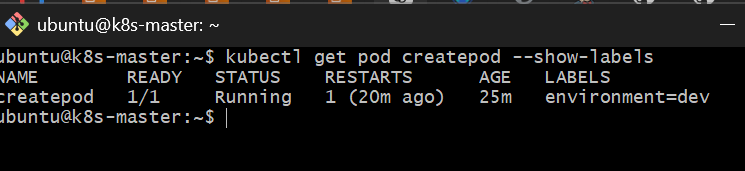 ubuntu@k8s-master: ~
ubuntu@k8s-master:~$ kubectl get pod createpod --show-labels
NAME        READY   STATUS    RESTARTS      AGE   LABELS
createpod   1/1     Running   1 (20m ago)   25m   environment=dev
ubuntu@k8s-master:~$